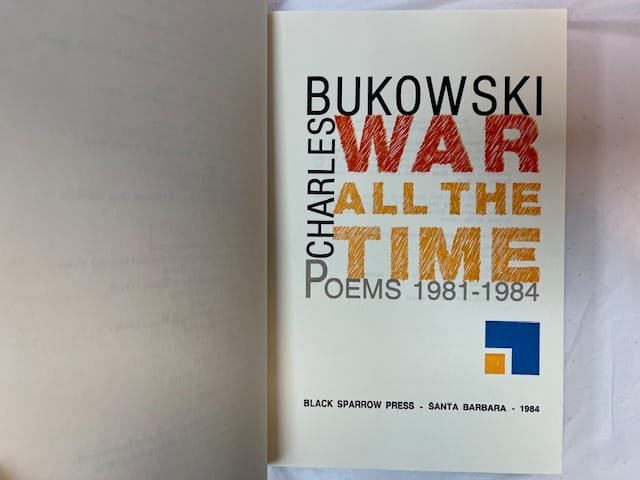 BUKOWSKI
CHARLES
WAR
ALL THE
TIME
POEMS 1981-1984
BLACK SPARROW PRESS - SANTA BARBARA - 1984